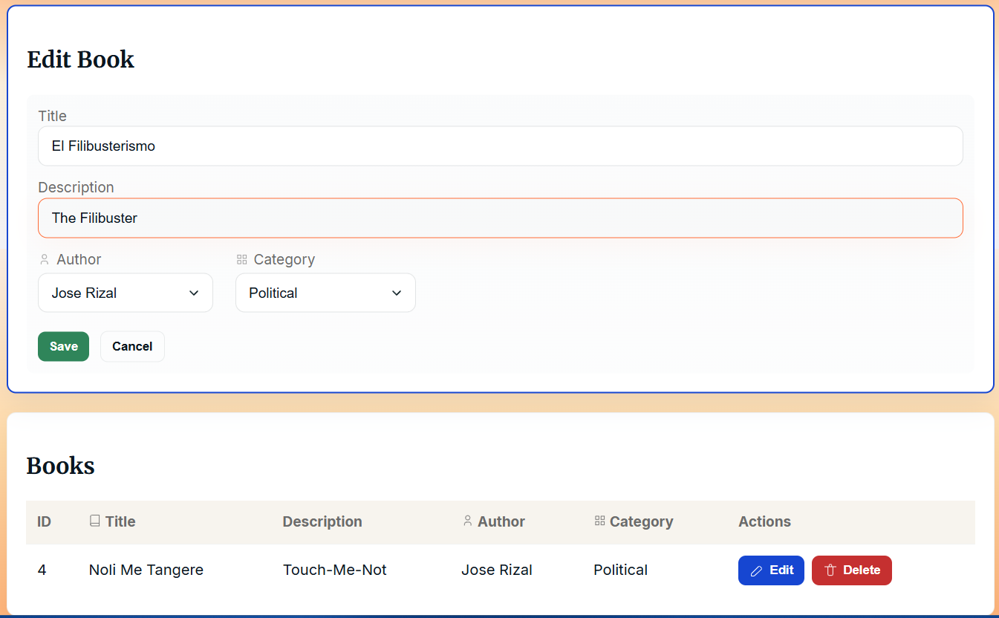 Edit Book
Title
El Filibusterismo
Description
The Filibuster
Author Category
Jose Rizal Political
Save Cancel
Books
ID Title Description Author Category Actions
4 Noli Me Tangere Touch-Me-Not Jose Rizal Political Edit Delete